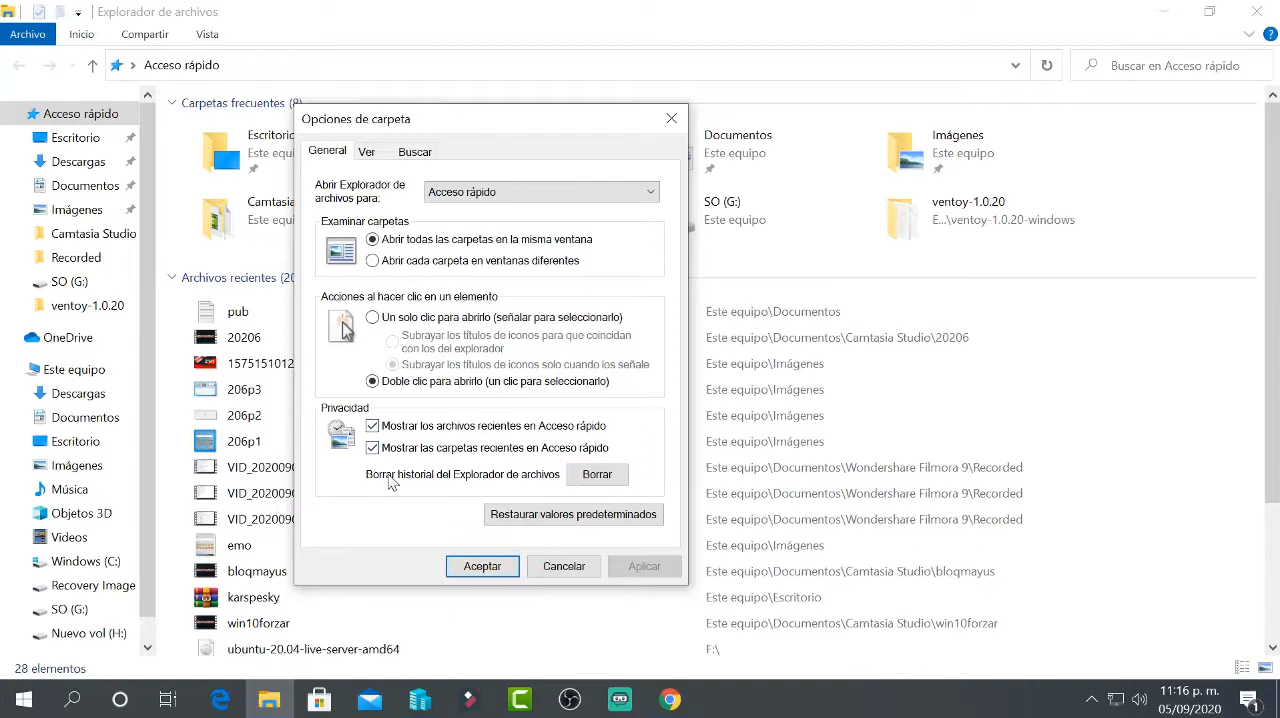 Explorador de archivos
Archivo Inicio Compartir Vista
Acceso rápido
Buscar en Acceso rápido
Acceso rápido
Escritorio
Descargas
Documentos
Imágenes
Camtasia Studio
Recorded
SO (G:)
ventoy-1.0.20
OneDrive
Este equipo
Descargas
Documentos
Escritorio
Imágenes
Música
Objetos 3D
Videos
Windows (C:)
Recovery Image
SO (G:)
Nuevo vol (H:)
28 elementos
Carpetas frecuentes (8)
Escritorio
Este equi
Documentos
Este equipo
Imágenes
Este equipo
Camtas
Este equi
SO (G:)
Este equipo
ventoy-1.0.20
E...\ventoy-1.0.20-windows
Archivos recientes (20
pub Este equipo\Documentos
20206 Este equipo\Documentos\Camtasia Studio\20206
1575151012 Este equipo\Imágenes
206p3 Este equipo\Imágenes
206p2 Este equipo\Imágenes
206p1 Este equipo\Imágenes
VID_2020090 Este equipo\Documentos\Wondershare Filmora 9\Recorded
VID_2020090 Este equipo\Documentos\Wondershare Filmora 9\Recorded
VID_2020090 Este equipo\Documentos\Wondershare Filmora 9\Recorded
emo Este equipo\Imágenes
bloqmayus Este equipo\Documentos\Camtasia Studio\bloqmayus
karspesky Este equipo\Escritorio
win10forzar Este equipo\Documentos\Camtasia Studio\win10forzar
ubuntu-20.04-live-server-amd64 F:\
Opciones de carpeta
General Ver Buscar
Abrir Explorador de
archivos para:
Acceso rápido
Examinar carpetas
Abrir todas las carpetas en la misma ventana
Abrir cada carpeta en ventanas diferentes
Acciones al hacer clic en un elemento
Un solo clic para abrirlo (señalar para seleccionarlo)
Subrayar los títulos de iconos para que coincidan
con los del explorador
Subrayar los títulos de iconos solo cuando los señale
Doble clic para abrirlo (un clic para seleccionarlo)
Privacidad
Mostrar los archivos recientes en Acceso rápido
Mostrar las carpetas recientes en Acceso rápido
Borrar historial del Explorador de archivos Borrar
Restaurar valores predeterminados
Aceptar Cancelar Aplicar
11:16 p. m.
05/09/2020
1